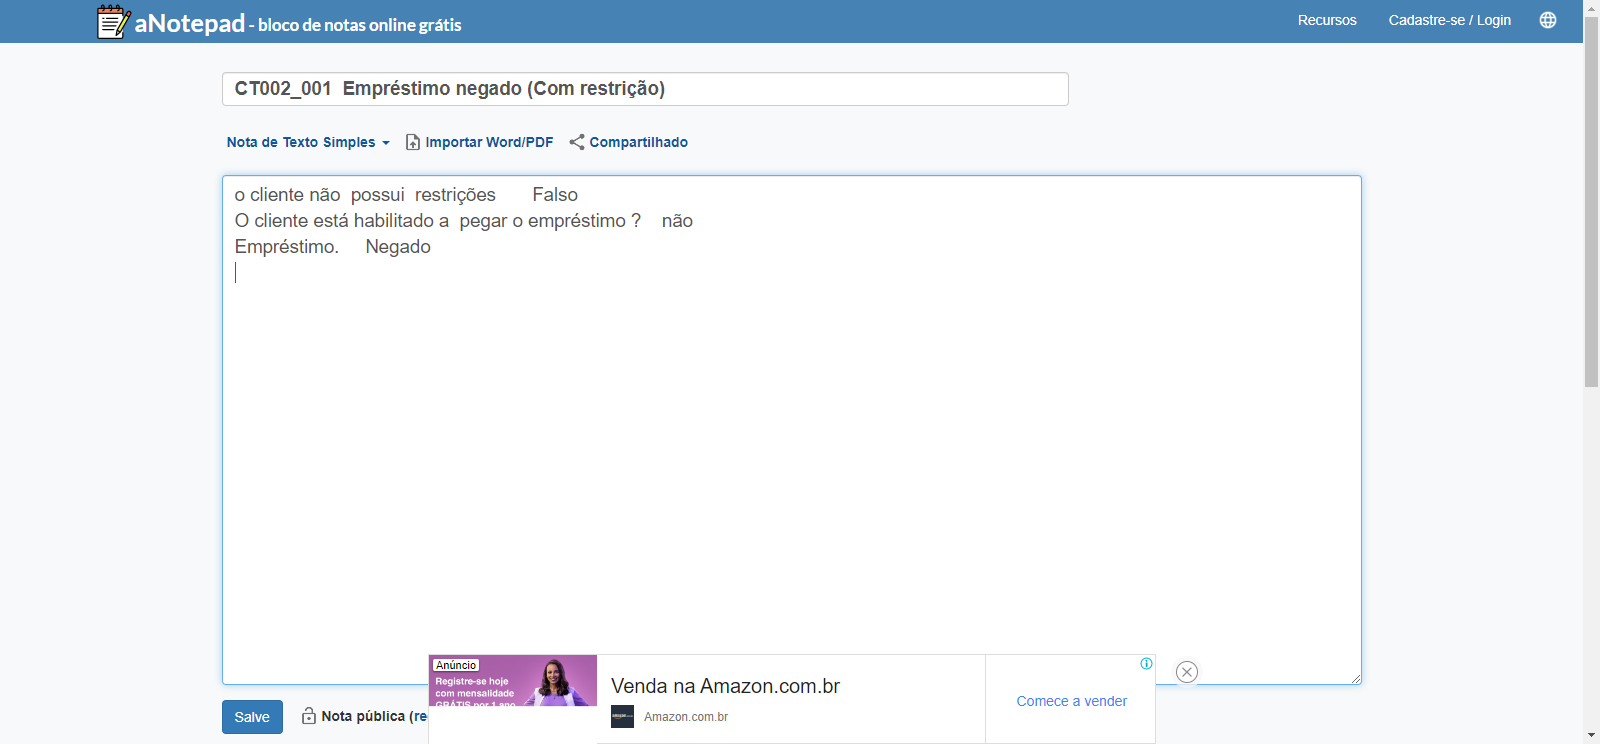 aNotepad - bloco de notas online grátis
Recursos
Cadastre-se / Login
CT002_001  Empréstimo negado (Com restrição)
Nota de Texto Simples
Importar Word/PDF
Compartilhado
o cliente não  possui  restrições       Falso
O cliente está habilitado a  pegar o empréstimo ?    não
Empréstimo.     Negado
Anúncio
Registre-se hoje
com mensalidade
GRÁTIS por 1 ano
Venda na Amazon.com.br
Amazon.com.br
Comece a vender
Salve
Nota pública (re